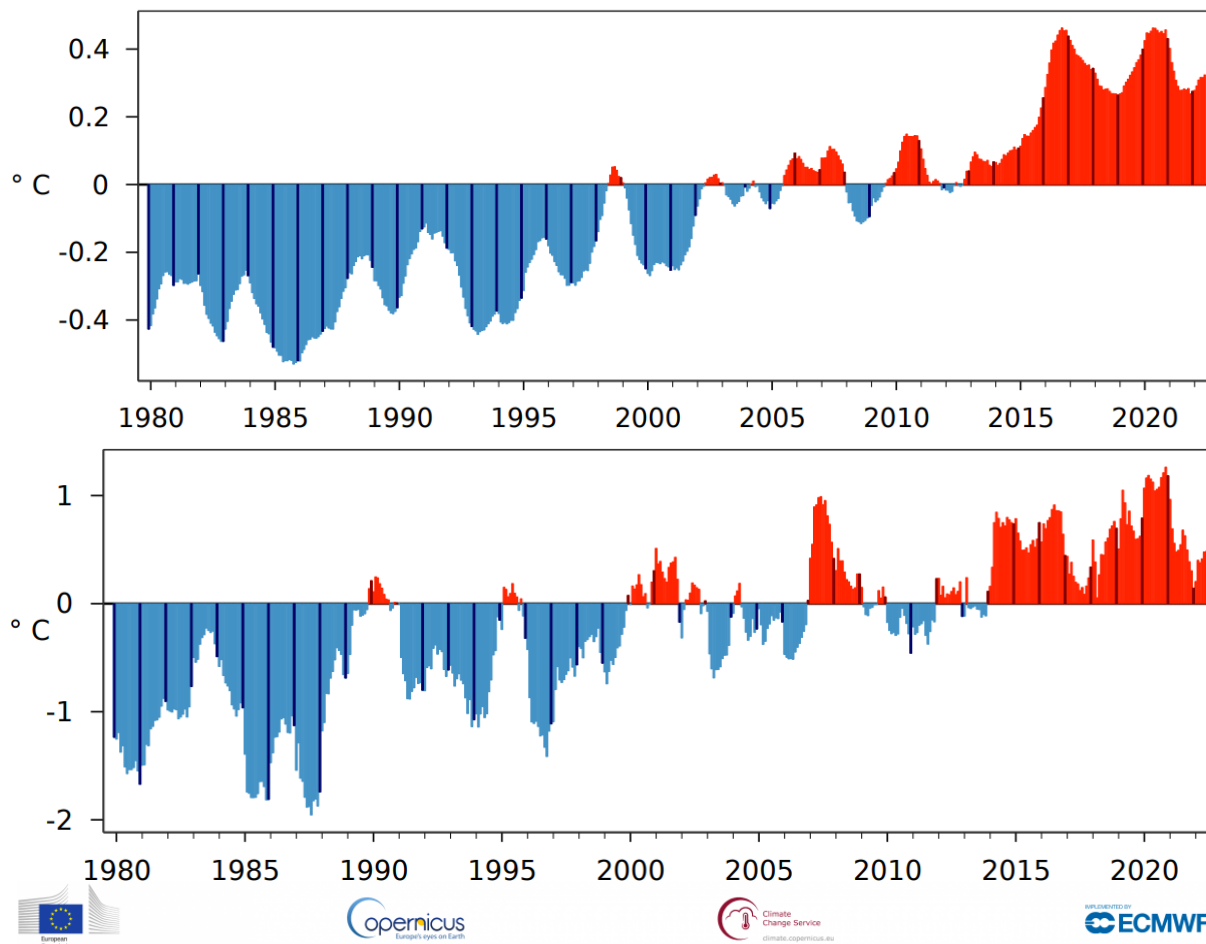 0.4
0.2
° C
0
-0.2
-0.4
1980 1985 1990 1995 2000 2005 2010 2015 2020
1
0
° C
-1
-2
1980 1985 1990 1995 2000 2005 2010 2015 2020
European
opernicus
Europe's eyes on Earth
Climate
Change Service
climate.copernicus.eu
IMPLEMENTED BY
ECMWF